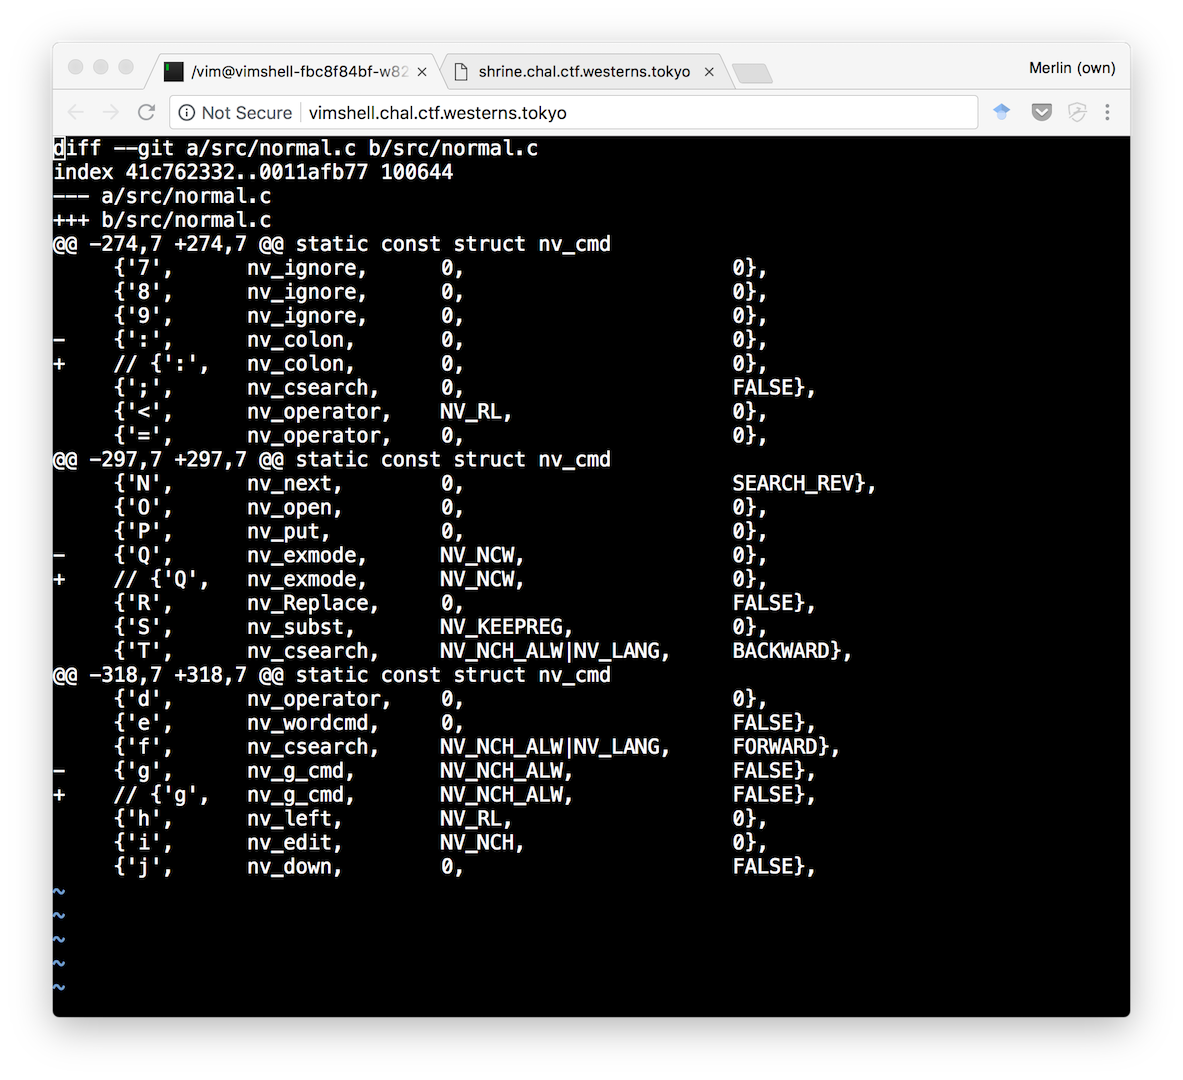 /vim@vimshell-fbc8f84bf-w82
shrine.chal.ctf.westerns.tokyo
Merlin (own)
Not Secure
vimshell.chal.ctf.westerns.tokyo
diff --git a/src/normal.c b/src/normal.c
index 41c762332..0011afb77 100644
--- a/src/normal.c
+++ b/src/normal.c
@@ -274,7 +274,7 @@ static const struct nv_cmd
     {'7',      nv_ignore,      0,                      0},
     {'8',      nv_ignore,      0,                      0},
     {'9',      nv_ignore,      0,                      0},
-    {':',      nv_colon,       0,                      0},
+    // {':',   nv_colon,       0,                      0},
     {';',      nv_csearch,     0,                      FALSE},
     {'<',      nv_operator,    NV_RL,                  0},
     {'=',      nv_operator,    0,                      0},
@@ -297,7 +297,7 @@ static const struct nv_cmd
     {'N',      nv_next,        0,                      SEARCH_REV},
     {'O',      nv_open,        0,                      0},
     {'P',      nv_put,         0,                      0},
-    {'Q',      nv_exmode,      NV_NCW,                 0},
+    // {'Q',   nv_exmode,      NV_NCW,                 0},
     {'R',      nv_Replace,     0,                      FALSE},
     {'S',      nv_subst,       NV_KEEPREG,             0},
     {'T',      nv_csearch,     NV_NCH_ALW|NV_LANG,     BACKWARD},
@@ -318,7 +318,7 @@ static const struct nv_cmd
     {'d',      nv_operator,    0,                      0},
     {'e',      nv_wordcmd,     0,                      FALSE},
     {'f',      nv_csearch,     NV_NCH_ALW|NV_LANG,     FORWARD},
-    {'g',      nv_g_cmd,       NV_NCH_ALW,             FALSE},
+    // {'g',   nv_g_cmd,       NV_NCH_ALW,             FALSE},
     {'h',      nv_left,        NV_RL,                  0},
     {'i',      nv_edit,        NV_NCH,                 0},
     {'j',      nv_down,        0,                      FALSE},
~
~
~
~
~